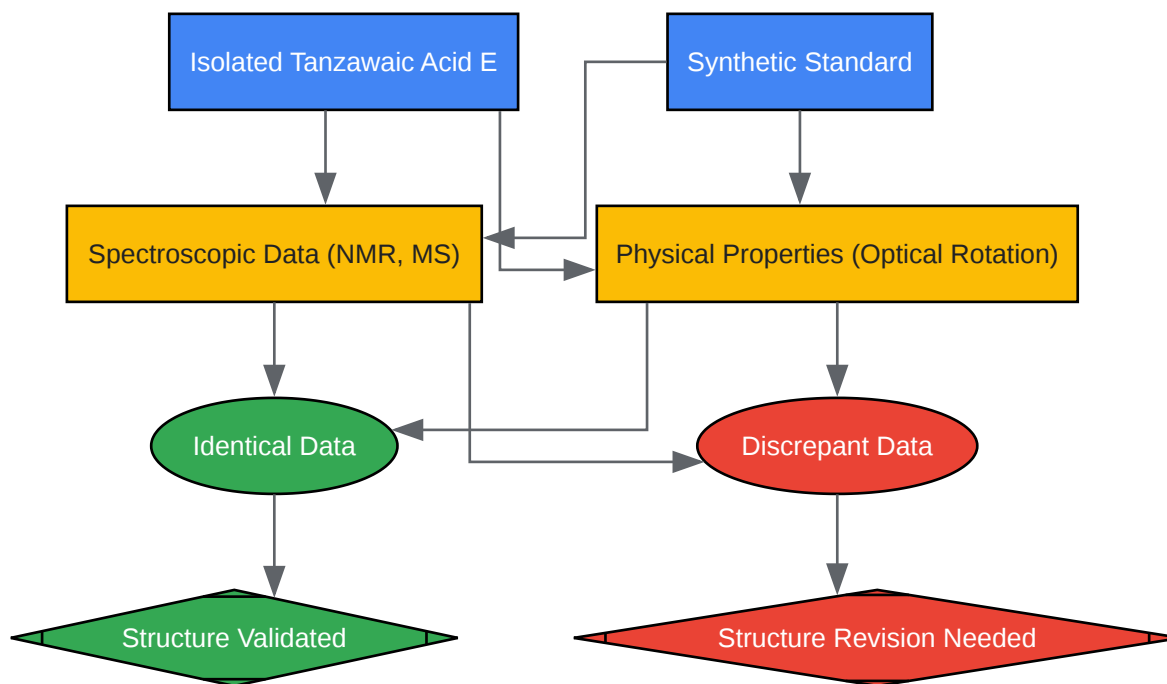 Isolated Tanzawaic Acid E
Synthetic Standard
Spectroscopic Data (NMR, MS)
Physical Properties (Optical Rotation)
Identical Data
Discrepant Data
Structure Validated
Structure Revision Needed